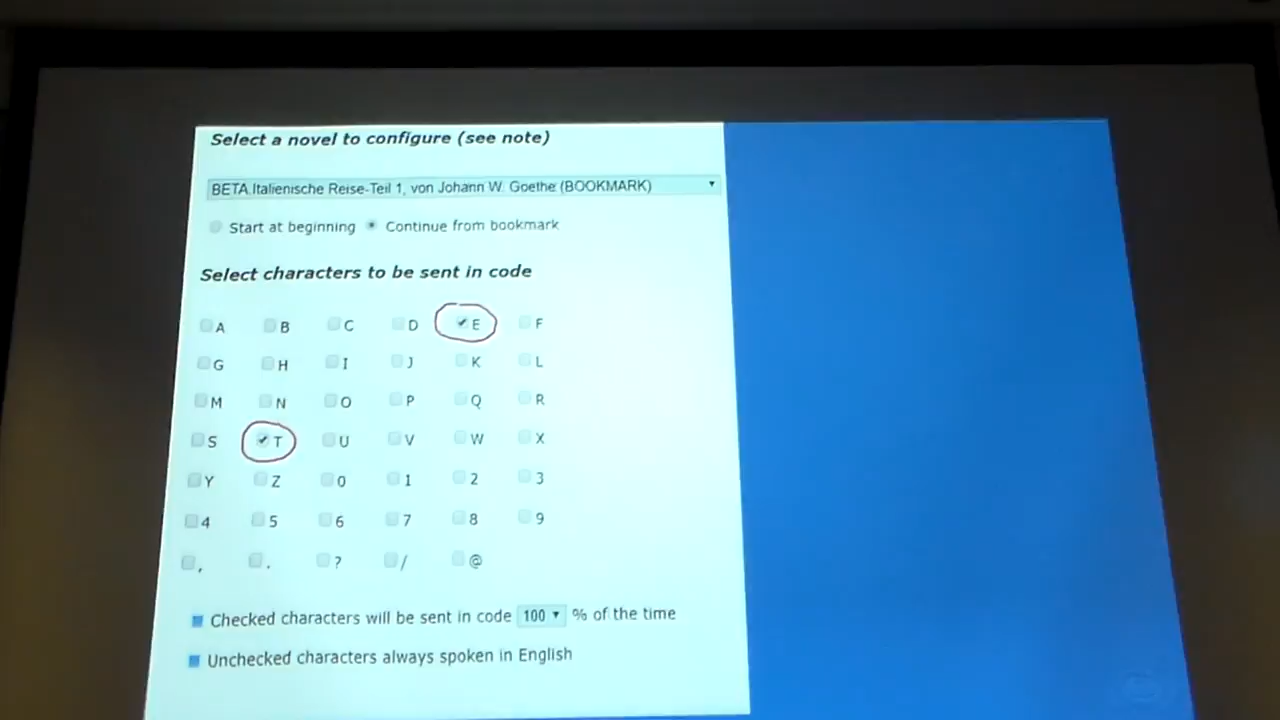 Select a novel to configure (see note)
BETA Italienische Reise-Teil 1, von Johann W. Goethe (BOOKMARK)
Start at beginning Continue from bookmark
Select characters to be sent in code
A B C D E F
G H I J K L
M N O P Q R
S T U V W X
Y Z 0 1 2 3
4 5 6 7 8 9
, . ? / @
Checked characters will be sent in code 100 % of the time
Unchecked characters always spoken in English